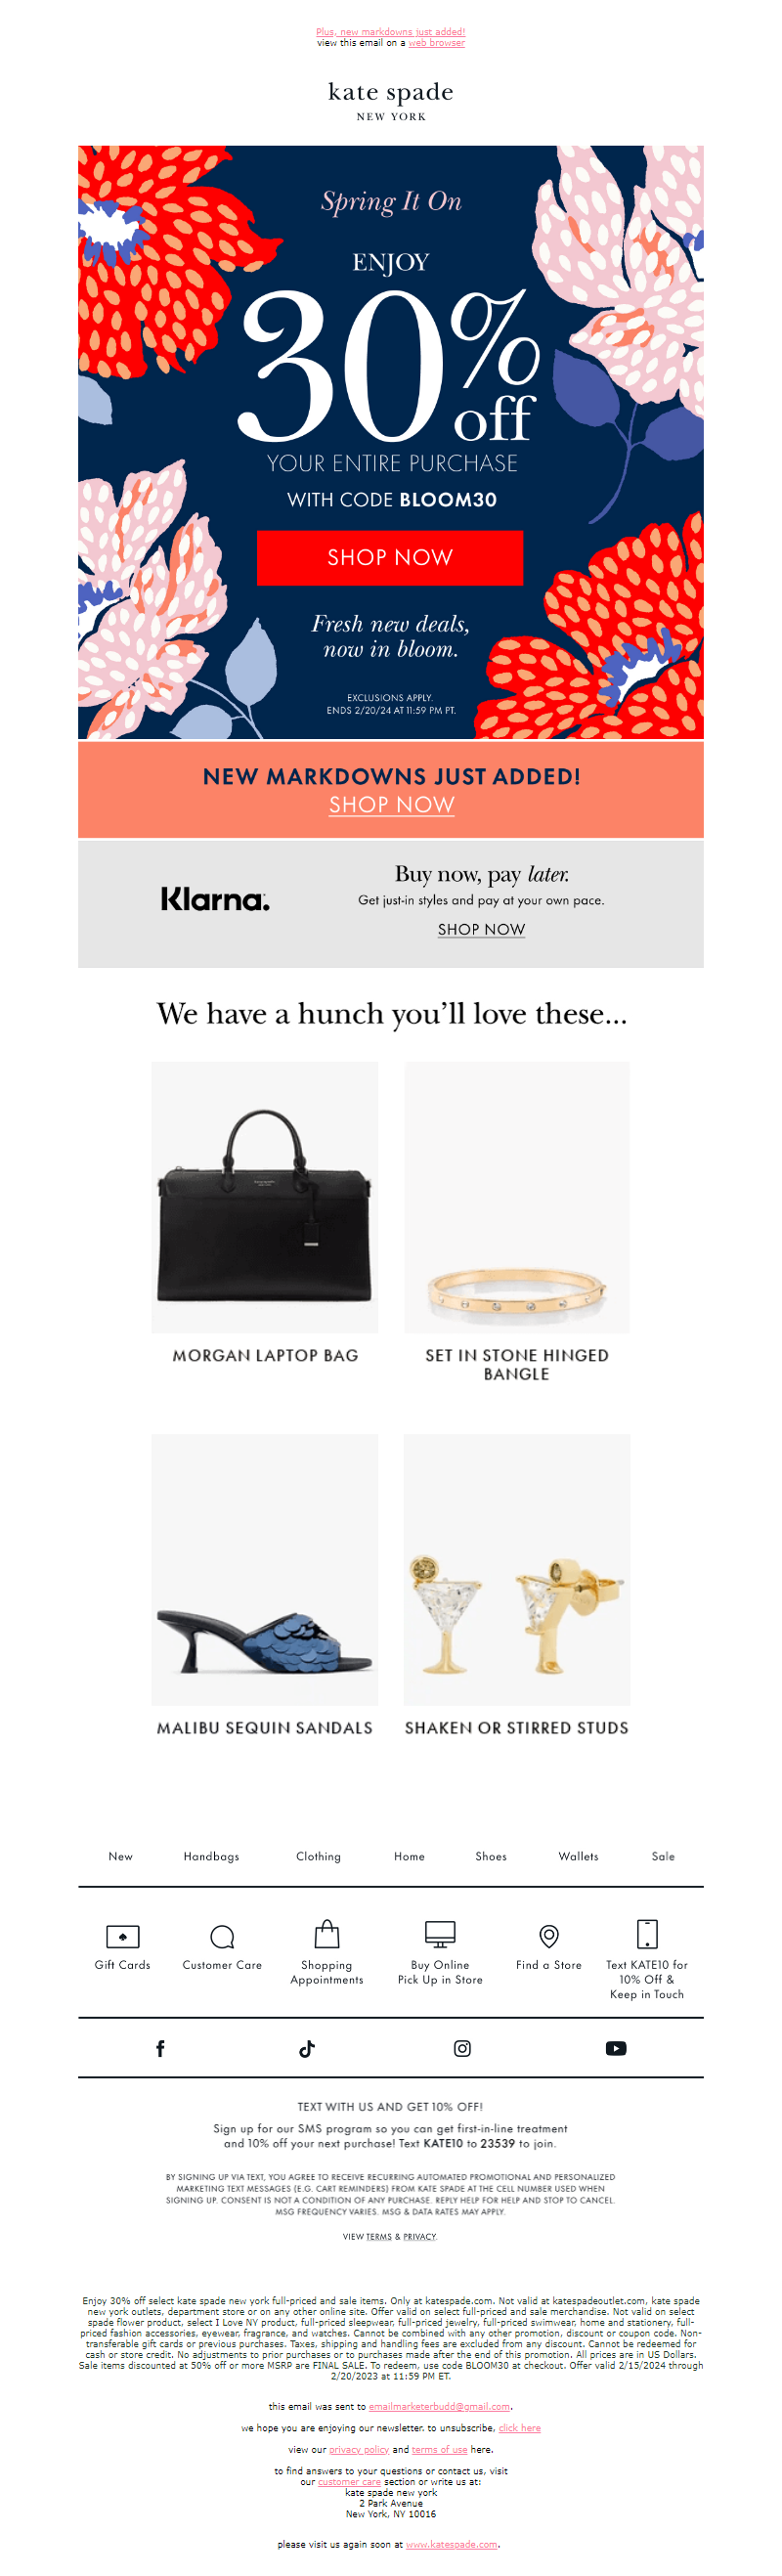 Plus, new markdowns just added!
view this email on a web browser
kate spade
NEW YORK
Spring It On
ENJOY
30% off
YOUR ENTIRE PURCHASE
WITH CODE BLOOM30
SHOP NOW
Fresh new deals,
now in bloom.
EXCLUSIONS APPLY.
ENDS 2/20/24 AT 11:59 PM PT.
NEW MARKDOWNS JUST ADDED!
SHOP NOW
Klarna.
Buy now, pay later.
Get just-in styles and pay at your own pace.
SHOP NOW
We have a hunch you'll love these...
MORGAN LAPTOP BAG
SET IN STONE HINGED
BANGLE
MALIBU SEQUIN SANDALS
SHAKEN OR STIRRED STUDS
New Handbags Clothing Home Shoes Wallets Sale
Gift Cards
Customer Care
Shopping
Appointments
Buy Online
Pick Up in Store
Find a Store
Text KATE10 for
10% Off &
Keep in Touch
TEXT WITH US AND GET 10% OFF!
Sign up for our SMS program so you can get first-in-line treatment
and 10% off your next purchase! Text KATE10 to 23539 to join.
BY SIGNING UP VIA TEXT, YOU AGREE TO RECEIVE RECURRING AUTOMATED PROMOTIONAL AND PERSONALIZED
MARKETING TEXT MESSAGES (E.G. CART REMINDERS) FROM KATE SPADE AT THE CELL NUMBER USED WHEN
SIGNING UP. CONSENT IS NOT A CONDITION OF ANY PURCHASE. REPLY HELP FOR HELP AND STOP TO CANCEL.
MSG FREQUENCY VARIES. MSG & DATA RATES MAY APPLY.
VIEW TERMS & PRIVACY.
Enjoy 30% off select kate spade new york full-priced and sale items. Only at katespade.com. Not valid at katespadeoutlet.com, kate spade
new york outlets, department store or on any other online site. Offer valid on select full-priced and sale merchandise. Not valid on select
spade flower product, select I Love NY product, full-priced sleepwear, full-priced jewelry, full-priced swimwear, home and stationery, full-
priced fashion accessories, eyewear, fragrance, and watches. Cannot be combined with any other promotion, discount or coupon code. Non-
transferable gift cards or previous purchases. Taxes, shipping and handling fees are excluded from any discount. Cannot be redeemed for
cash or store credit. No adjustments to prior purchases or to purchases made after the end of this promotion. All prices are in US Dollars.
Sale items discounted at 50% off or more MSRP are FINAL SALE. To redeem, use code BLOOM30 at checkout. Offer valid 2/15/2024 through
2/20/2023 at 11:59 PM ET.
this email was sent to emailmarketerbudd@gmail.com.
we hope you are enjoying our newsletter. to unsubscribe, click here
view our privacy policy and terms of use here.
to find answers to your questions or contact us, visit
our customer care section or write us at:
kate spade new york
2 Park Avenue
New York, NY 10016
please visit us again soon at www.katespade.com.